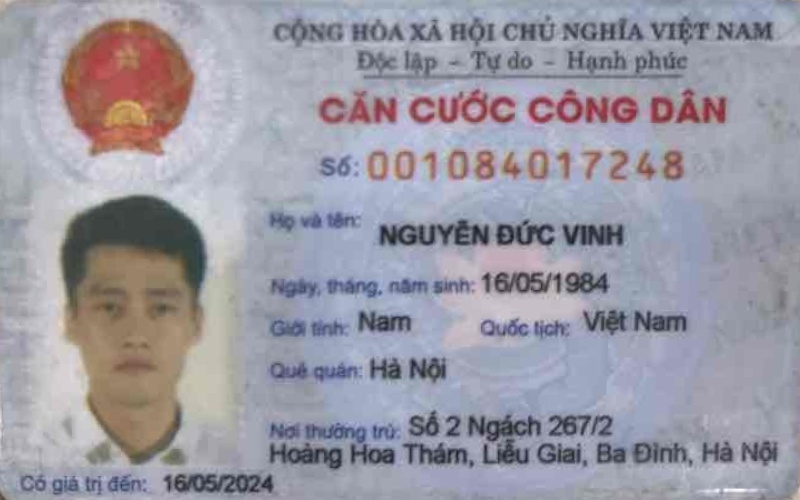 CỘNG HÒA XÃ HỘI CHỦ NGHĨA VIỆT NAM
Độc lập - Tự do - Hạnh phúc
CĂN CƯỚC CÔNG DÂN
Số: 001084017248
Họ và tên: NGUYỄN ĐỨC VINH
Ngày, tháng, năm sinh: 16/05/1984
Giới tính: Nam Quốc tịch: Việt Nam
Quê quán: Hà Nội
Nơi thường trú: Số 2 Ngách 267/2
Hoàng Hoa Thám, Liễu Giai, Ba Đình, Hà Nội
Có giá trị đến: 16/05/2024